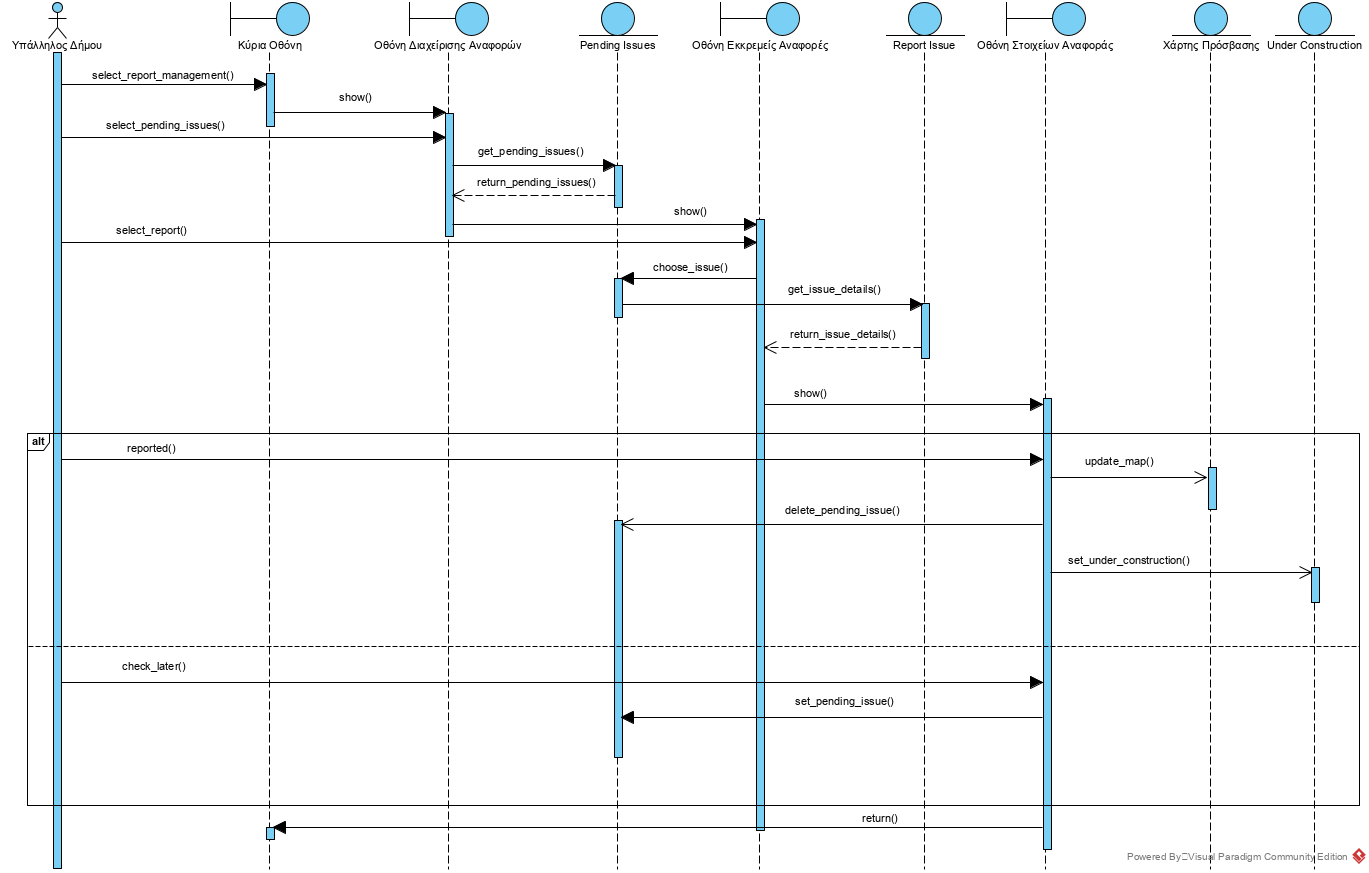 Υπάλληλος Δήμου
Κύρια Οθόνη
Οθόνη Διαχείρισης Αναφορών
Pending Issues
Οθόνη Εκκρεμείς Αναφορές
Report Issue
Οθόνη Στοιχείων Αναφοράς
Χάρτης Πρόσβασης
Under Construction
select_report_management()
show()
select_pending_issues()
get_pending_issues()
return_pending_issues()
show()
select_report()
choose_issue()
get_issue_details()
return_issue_details()
show()
alt
reported()
update_map()
delete_pending_issue()
set_under_construction()
check_later()
set_pending_issue()
return()
Powered By Visual Paradigm Community Edition